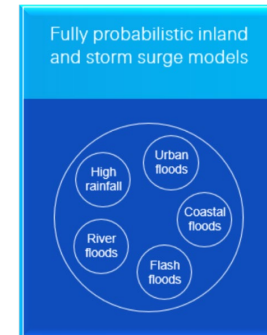 Fully probabilistic inland
and storm surge models
Urban
floods
High
rainfall
Coastal
floods
River
floods
Flash
floods